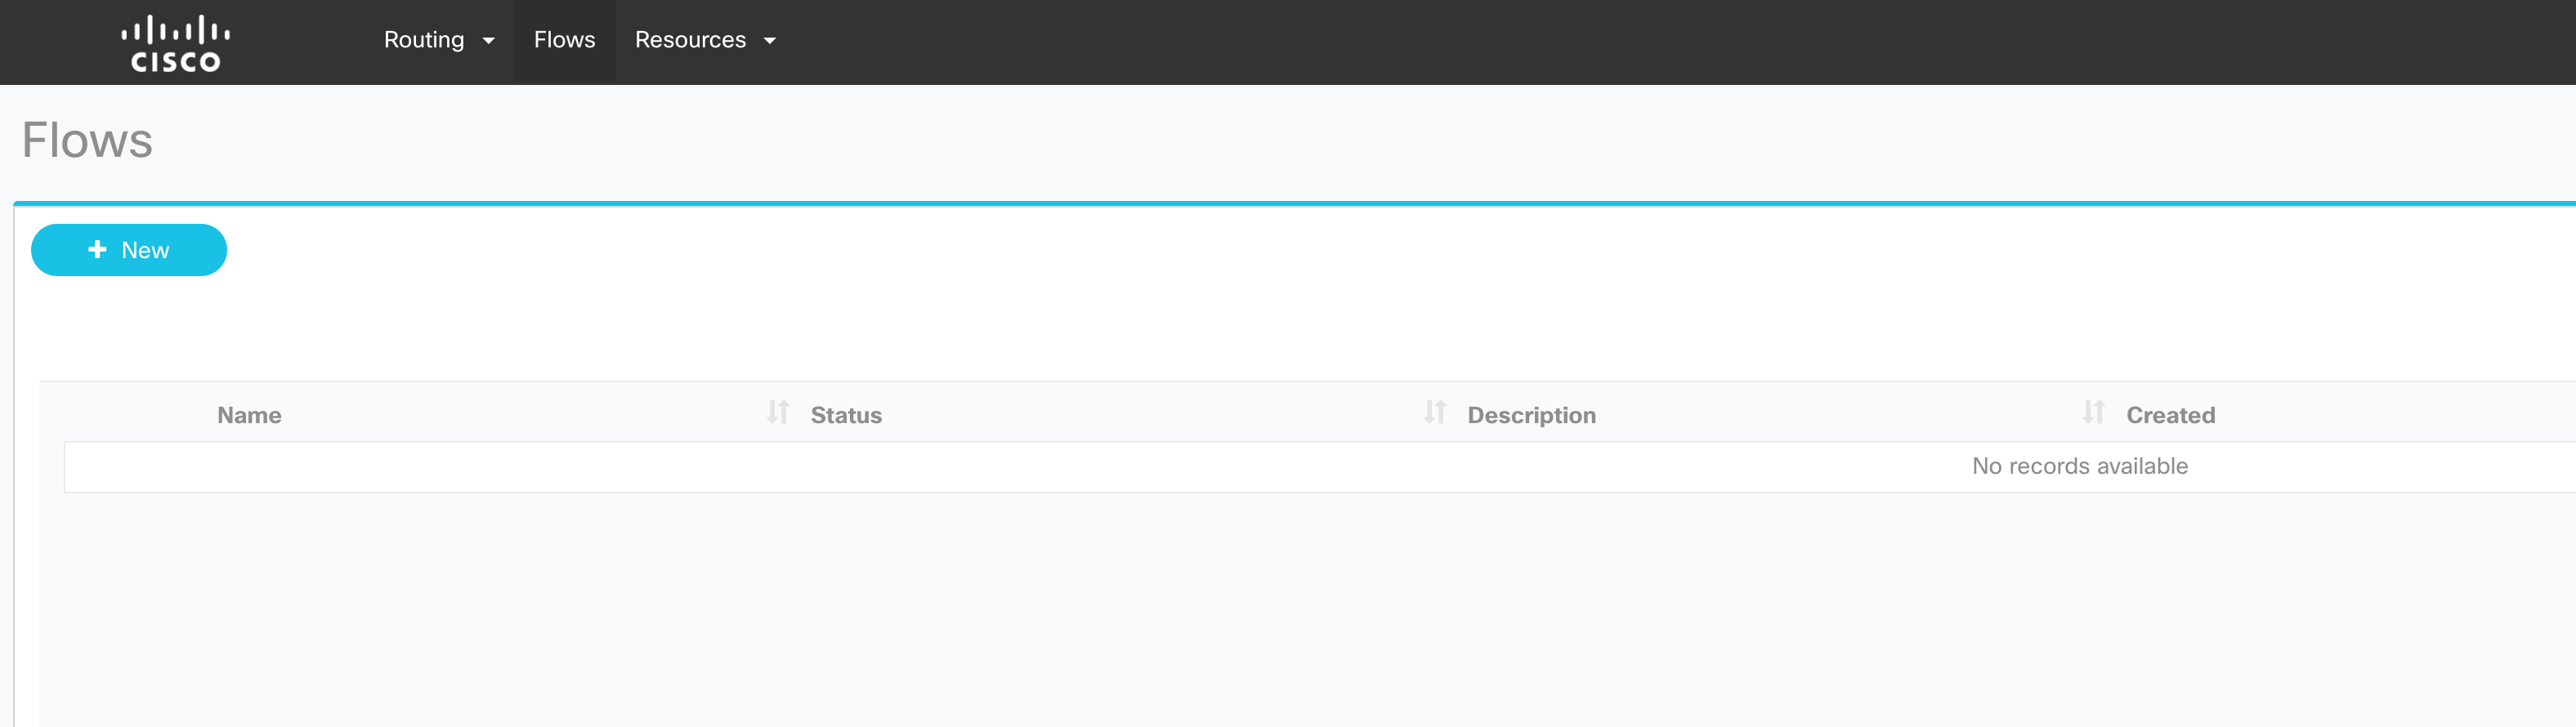 CISCO
Routing Flows Resources
Flows
New
Name Status Description Created
No records available